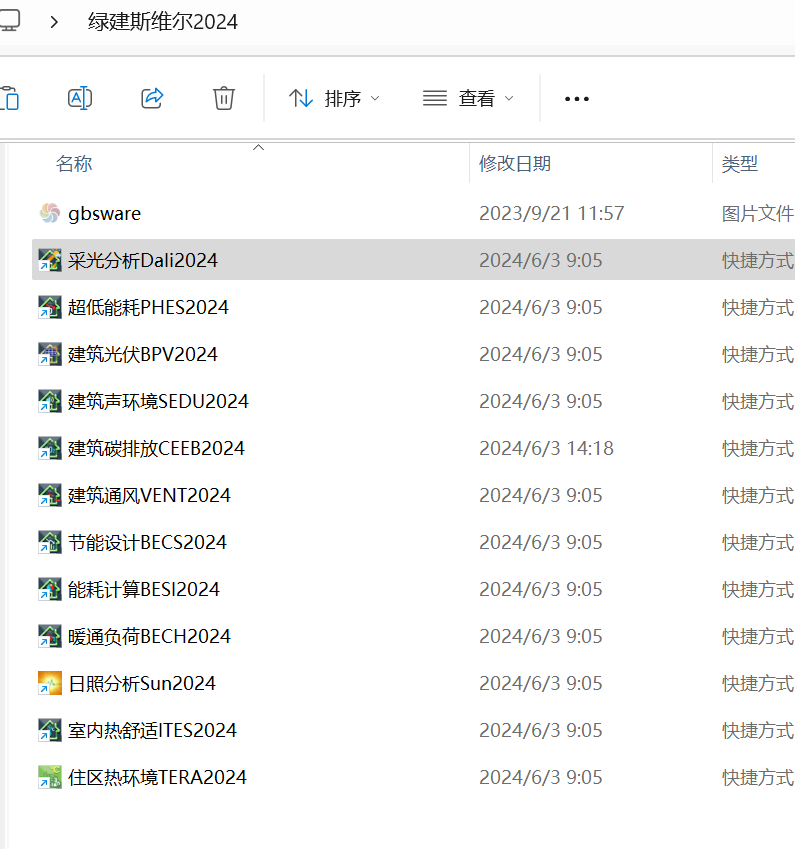 绿建斯维尔2024
排序
查看
名称 修改日期 类型
gbsware 2023/9/21 11:57 图片文件
采光分析Dali2024 2024/6/3 9:05 快捷方式
超低能耗PHES2024 2024/6/3 9:05 快捷方式
建筑光伏BPV2024 2024/6/3 9:05 快捷方式
建筑声环境SEDU2024 2024/6/3 9:05 快捷方式
建筑碳排放CEEB2024 2024/6/3 14:18 快捷方式
建筑通风VENT2024 2024/6/3 9:05 快捷方式
节能设计BECS2024 2024/6/3 9:05 快捷方式
能耗计算BESI2024 2024/6/3 9:05 快捷方式
暖通负荷BECH2024 2024/6/3 9:05 快捷方式
日照分析Sun2024 2024/6/3 9:05 快捷方式
室内热舒适ITES2024 2024/6/3 9:05 快捷方式
住区热环境TERA2024 2024/6/3 9:05 快捷方式